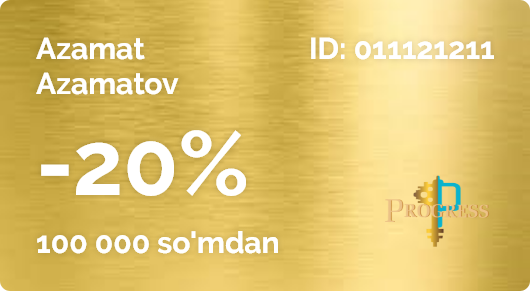 Azamat
Azamatov
ID: 011121211
-20%
100 000 so'mdan
PROGRESS